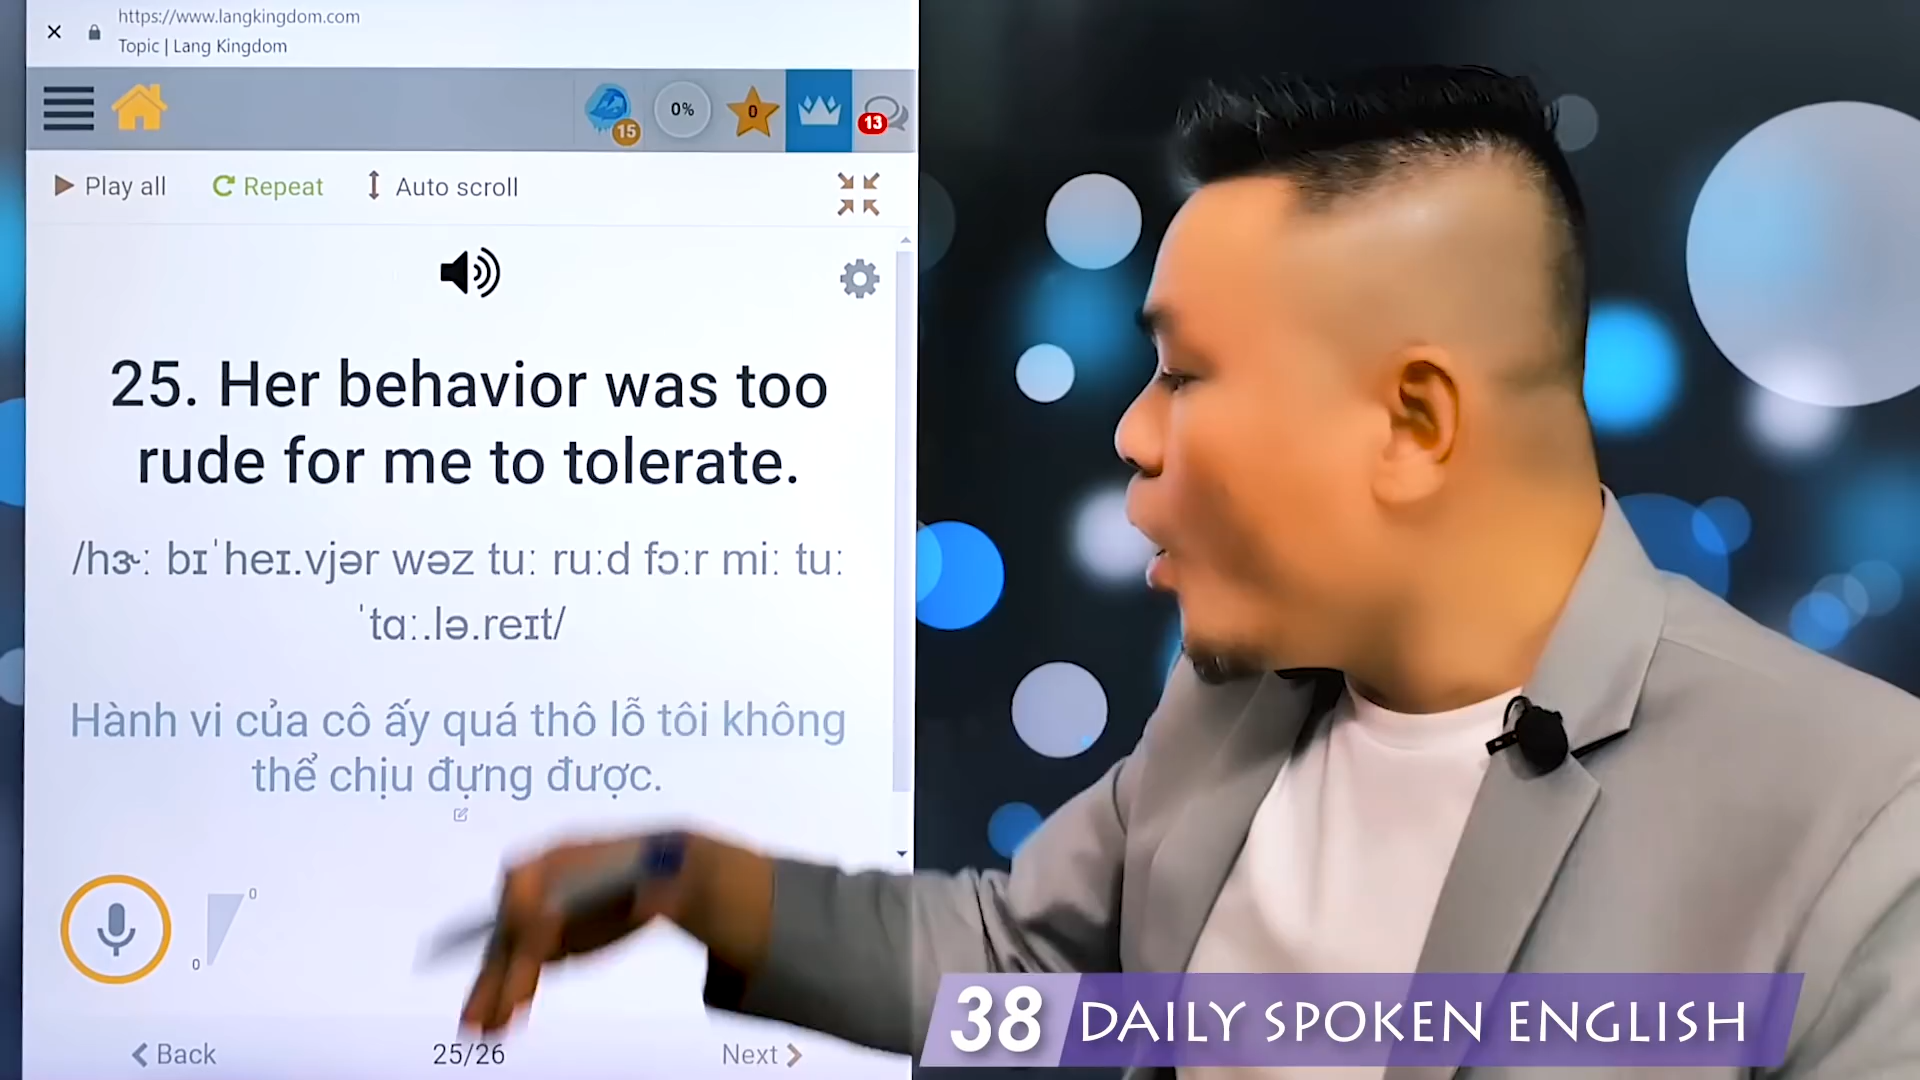 https://www.langkingdom.com
Topic | Lang Kingdom
15
0%
0
13
Play all
Repeat
Auto scroll
25. Her behavior was too
rude for me to tolerate.
/hɝː bɪˈheɪ.vjər wəz tuː ruːd fɔːr miː tuː
ˈtɑː.lə.reɪt/
Hành vi của cô ấy quá thô lỗ tôi không
thể chịu đựng được.
0
0
Back
25/26
Next
38 DAILY SPOKEN ENGLISH